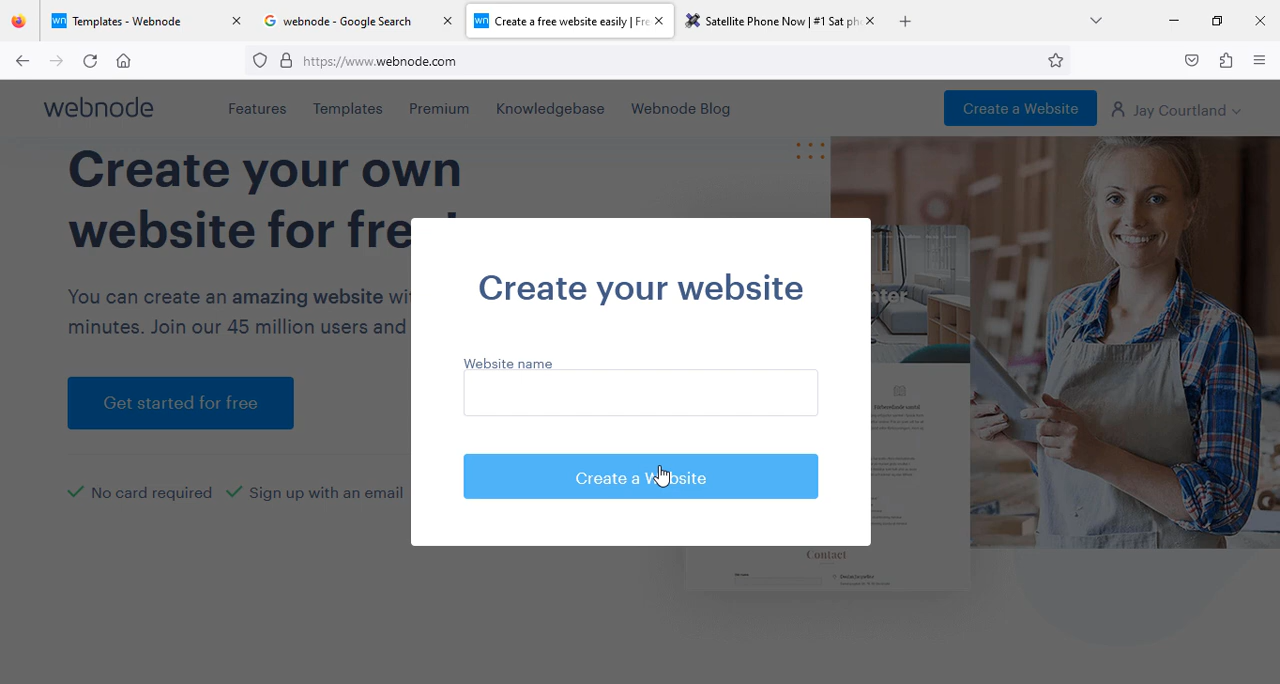 Templates - Webnode
webnode - Google Search
Create a free website easily | Fre
Satellite Phone Now | #1 Sat ph
https://www.webnode.com
webnode
Features
Templates
Premium
Knowledgebase
Webnode Blog
Create a Website
Jay Courtland
Create your own
website for free!
You can create an amazing website wi
minutes. Join our 45 million users and
Get started for free
No card required
Sign up with an email
Create your website
Website name
Create a Website
Contact